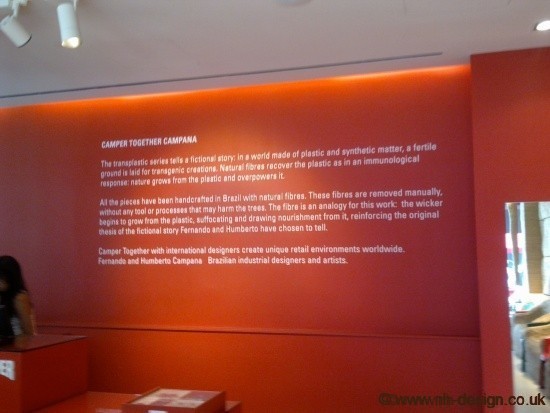 CAMPER TOGETHER CAMPANA
The transplastic series tells a fictional story: in a world made of plastic and synthetic matter, a fertile
ground is laid for transgenic creations. Natural fibres recover the plastic as in an immunological
response: nature grows from the plastic and overpowers it.
All the pieces have been handcrafted in Brazil with natural fibres. These fibres are removed manually,
without any tool or processes that may harm the trees. The fibre is an analogy for this work: the wicker
begins to grow from the plastic, suffocating and drawing nourishment from it, reinforcing the original
thesis of the fictional story Fernando and Humberto have chosen to tell.
Camper Together with international designers create unique retail environments worldwide.
Fernando and Humberto Campana Brazilian industrial designers and artists.